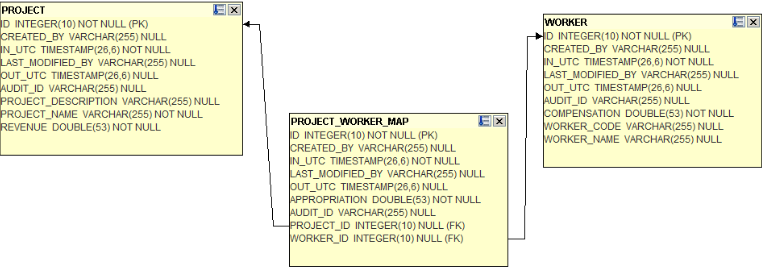 PROJECT
ID INTEGER(10) NOT NULL (PK)
CREATED_BY VARCHAR(255) NULL
IN_UTC TIMESTAMP(26,6) NOT NULL
LAST_MODIFIED_BY VARCHAR(255) NULL
OUT_UTC TIMESTAMP(26,6) NULL
AUDIT_ID VARCHAR(255) NULL
PROJECT_DESCRIPTION VARCHAR(255) NULL
PROJECT_NAME VARCHAR(255) NOT NULL
REVENUE DOUBLE(53) NOT NULL
PROJECT_WORKER_MAP
ID INTEGER(10) NOT NULL (PK)
CREATED_BY VARCHAR(255) NULL
IN_UTC TIMESTAMP(26,6) NOT NULL
LAST_MODIFIED_BY VARCHAR(255) NULL
OUT_UTC TIMESTAMP(26,6) NULL
APPROPRIATION DOUBLE(53) NOT NULL
AUDIT_ID VARCHAR(255) NULL
PROJECT_ID INTEGER(10) NULL (FK)
WORKER_ID INTEGER(10) NULL (FK)
WORKER
ID INTEGER(10) NOT NULL (PK)
CREATED_BY VARCHAR(255) NULL
IN_UTC TIMESTAMP(26,6) NOT NULL
LAST_MODIFIED_BY VARCHAR(255) NULL
OUT_UTC TIMESTAMP(26,6) NULL
AUDIT_ID VARCHAR(255) NULL
COMPENSATION DOUBLE(53) NOT NULL
WORKER_CODE VARCHAR(255) NULL
WORKER_NAME VARCHAR(255) NULL